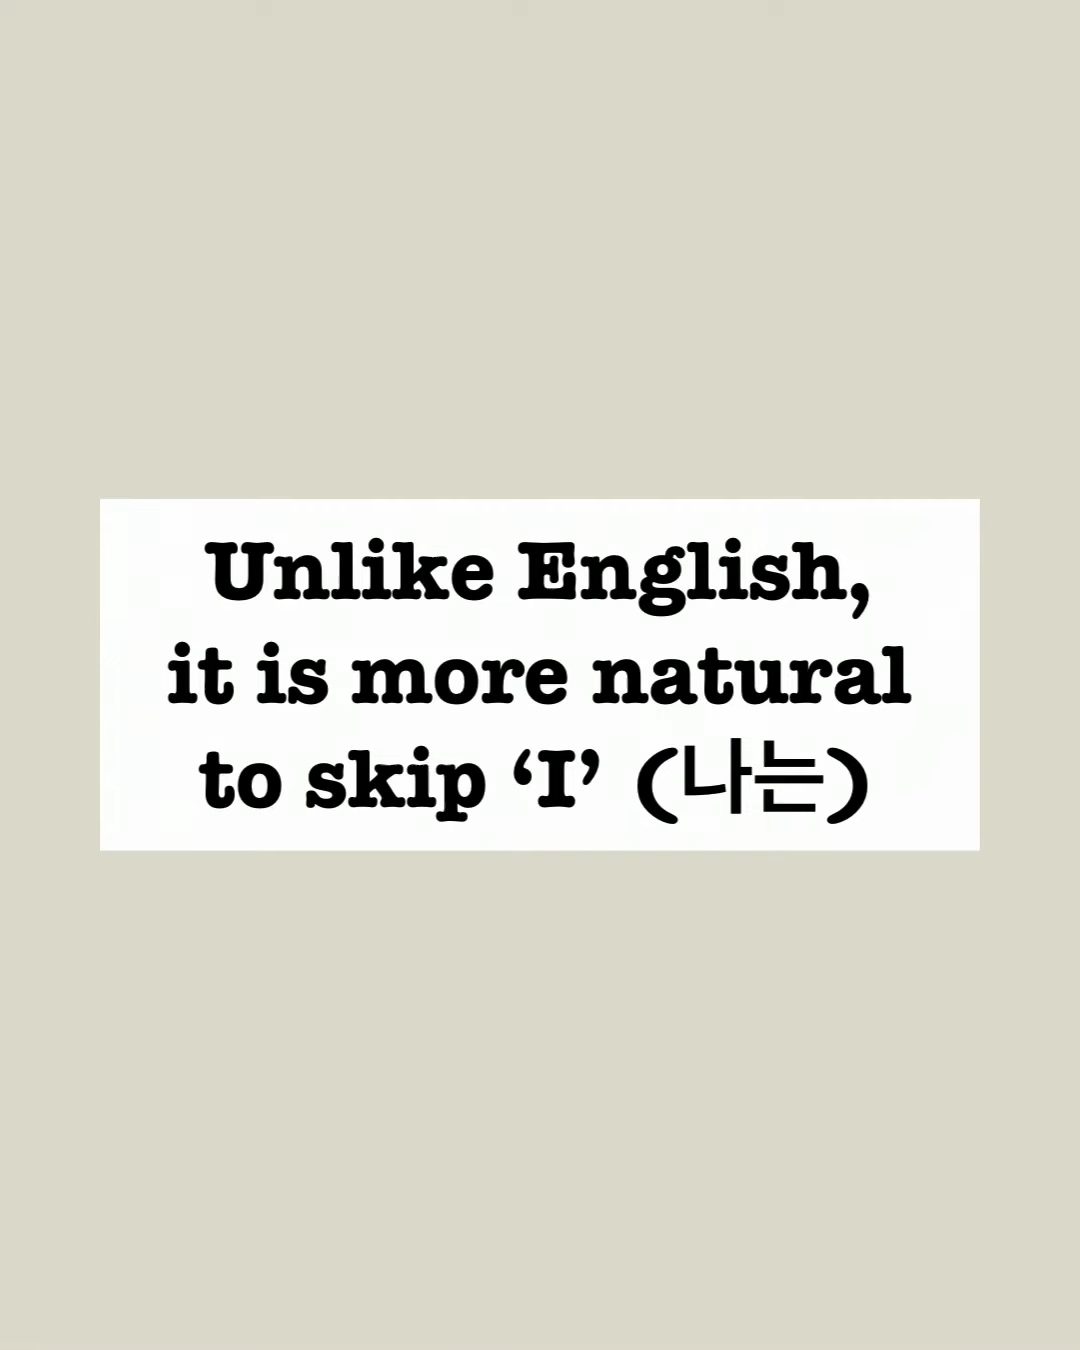 Unlike English,
it is more natural
to skip ‘I’ (나는)